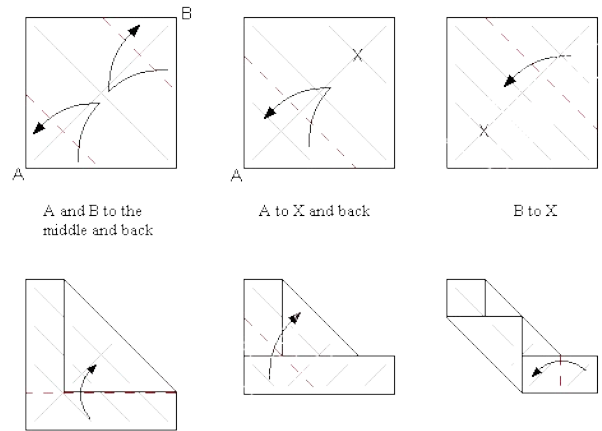 B
X
X
A
A
A and B to the
middle and back
A to X and back
B to X